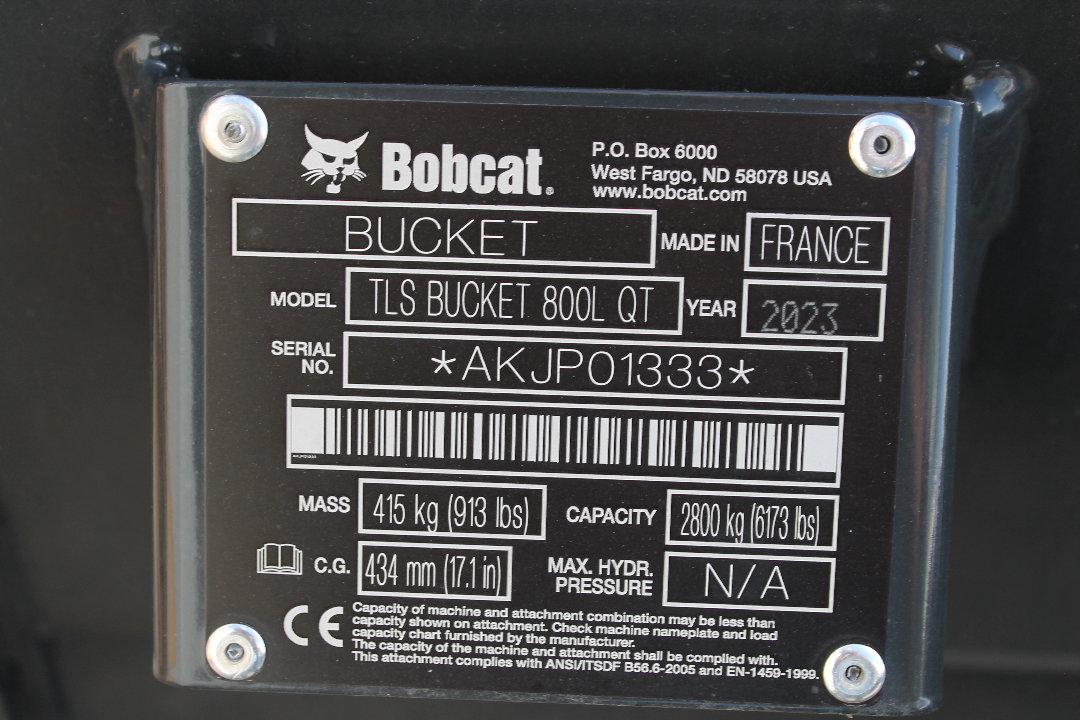 Bobcat®
P.O. Box 6000
West Fargo, ND 58078 USA
www.bobcat.com
BUCKET
MADE IN FRANCE
MODEL TLS BUCKET 800L QT
YEAR 2023
SERIAL
NO. *AKJP01333*
MASS 415 kg (913 lbs)
CAPACITY 2800 kg (6173 lbs)
C.G. 434 mm (17.1 in)
MAX. HYDR.
PRESSURE N/A
CE
Capacity of machine and attachment combination may be less than
capacity shown on attachment. Check machine nameplate and load
capacity chart furnished by the manufacturer.
The capacity of the machine and attachment shall be complied with.
This attachment complies with ANSI/ITSDF B56.6-2005 and EN-1459-1999.